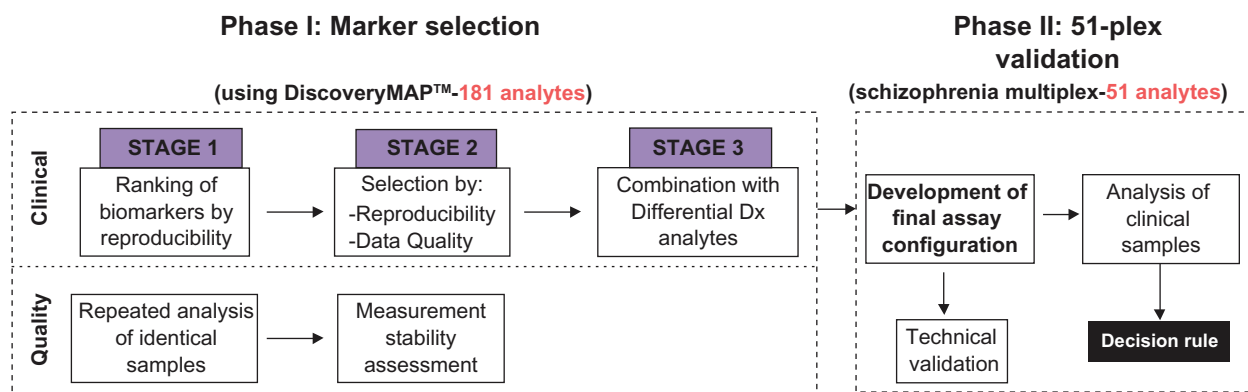 Phase I: Marker selection
(using DiscoveryMAP™-181 analytes)
Clinical
STAGE 1
Ranking of
biomarkers by
reproducibility
STAGE 2
Selection by:
-Reproducibility
-Data Quality
STAGE 3
Combination with
Differential Dx
analytes
Quality
Repeated analysis
of identical
samples
Measurement
stability
assessment
Phase II: 51-plex
validation
(schizophrenia multiplex-51 analytes)
Development of
final assay
configuration
Analysis of
clinical
samples
Technical
validation
Decision rule